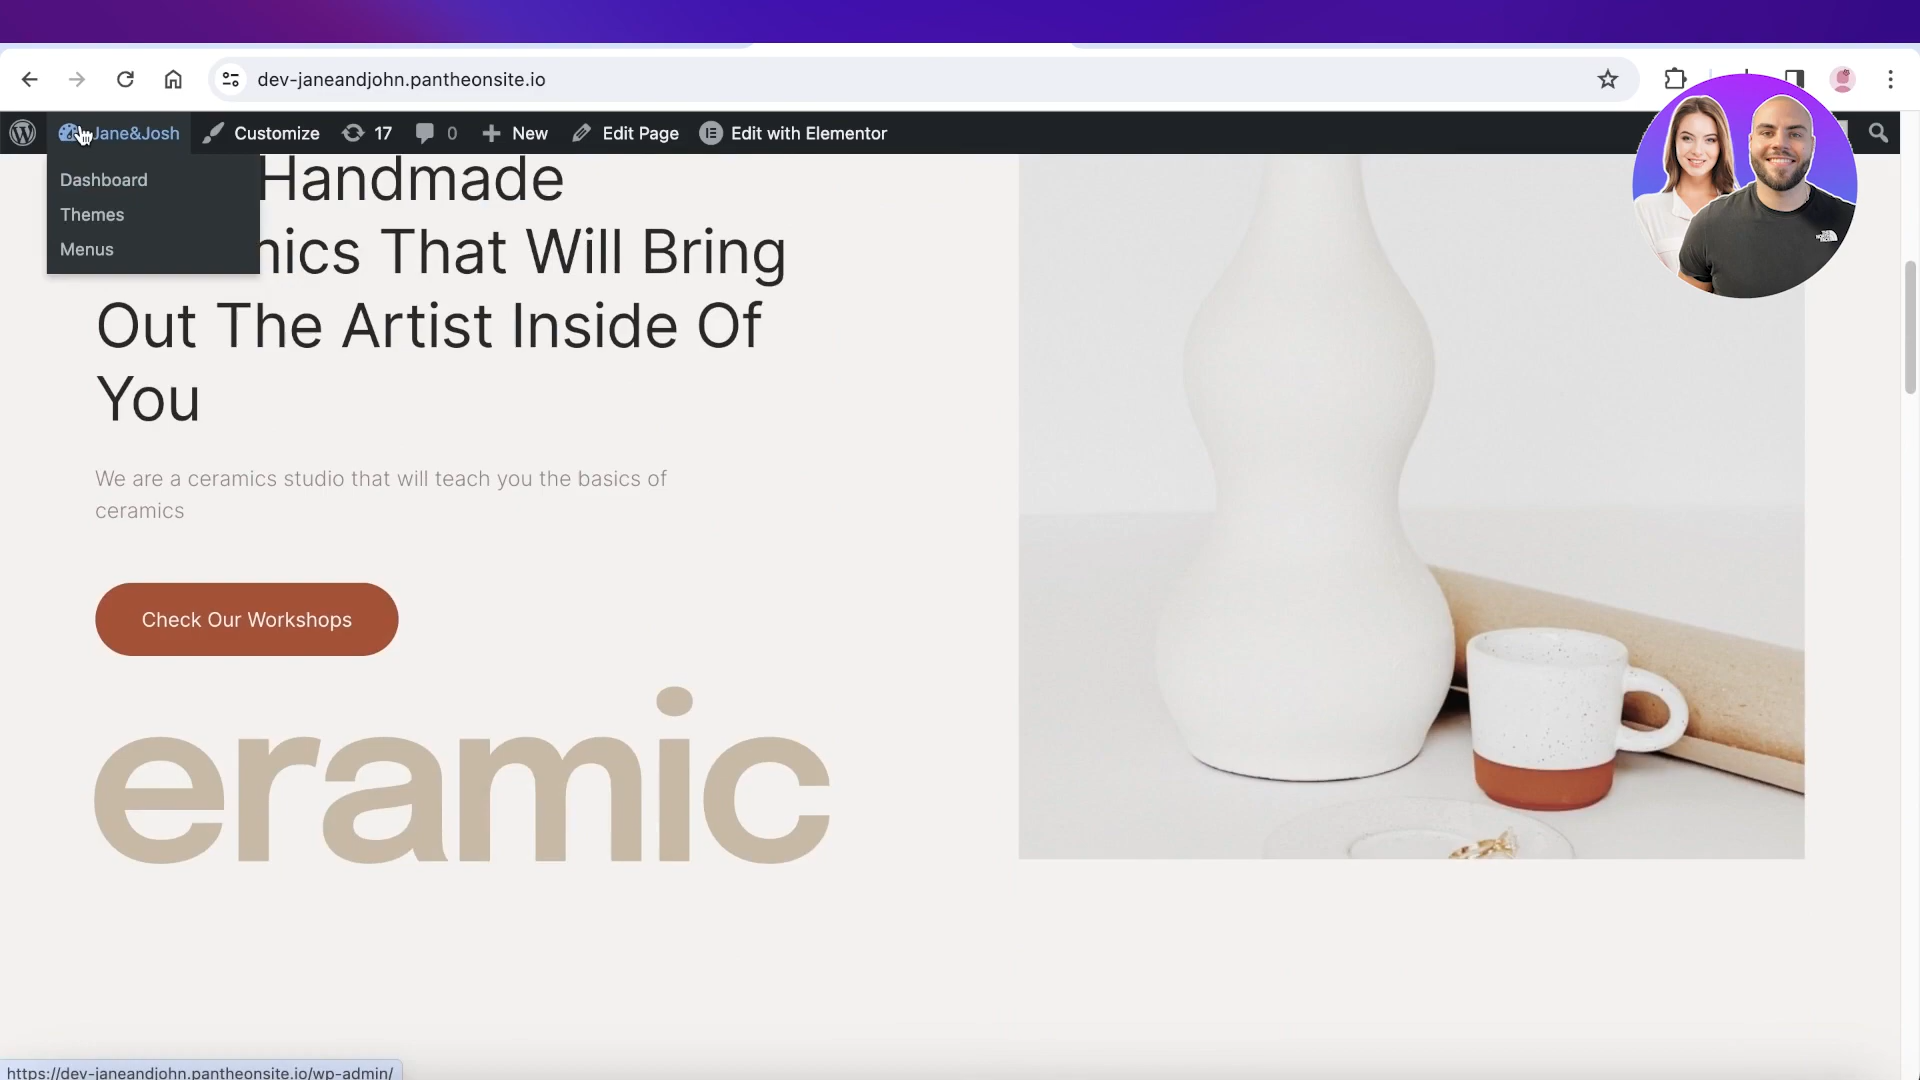 dev-janeandjohn.pantheonsite.io
Jane&Josh Customize 17 0 New Edit Page Edit with Elementor
Dashboard
Themes
Menus
Handmade
mics That Will Bring
Out The Artist Inside Of
You
We are a ceramics studio that will teach you the basics of
ceramics
Check Our Workshops
eramic
https://dev-janeandjohn.pantheonsite.io/wp-admin/